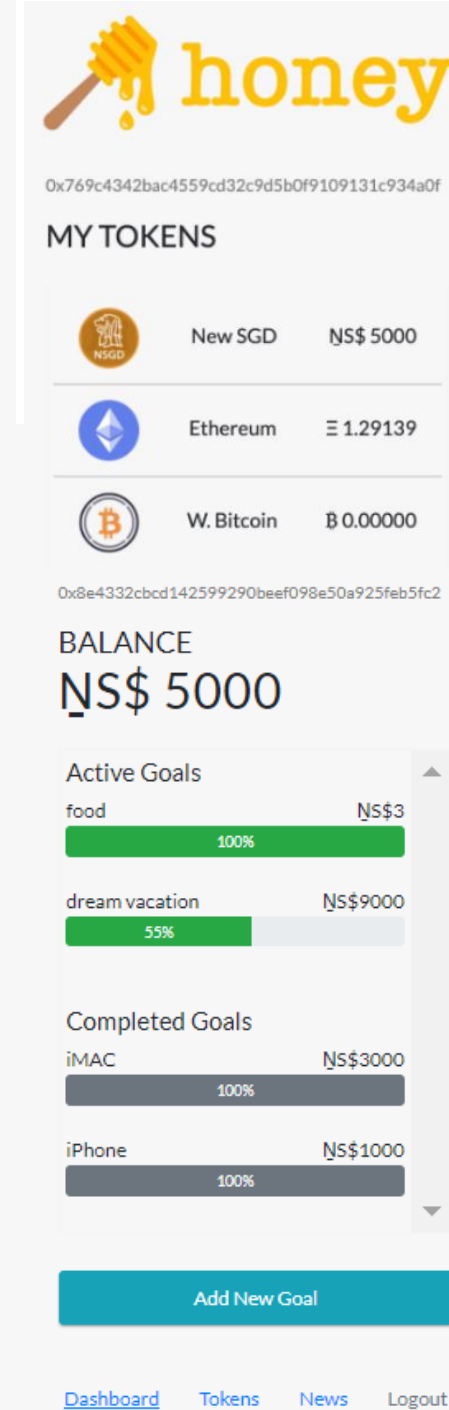 honey
0x769c4342bac4559cd32c9d5b0f9109131c934a0f
MY TOKENS
NSGD New SGD N̲S$ 5000
Ethereum Ξ 1.29139
W. Bitcoin ₿ 0.00000
0x8e4332cbcd142599290beef098e50a925feb5fc2
BALANCE
N̲S$ 5000
Active Goals
food N̲S$3
100%
dream vacation N̲S$9000
55%
Completed Goals
iMAC N̲S$3000
100%
iPhone N̲S$1000
100%
Add New Goal
Dashboard Tokens News Logout